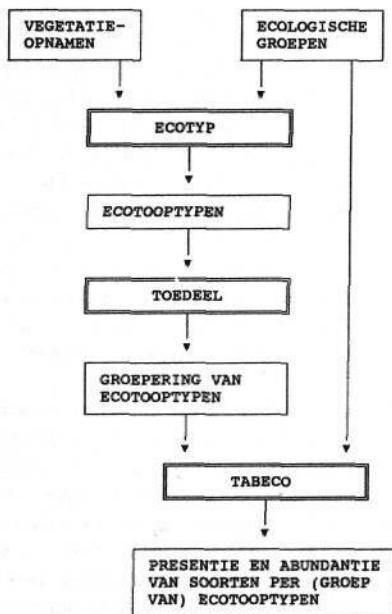 VEGETATIE-
OPNAMEN
ECOLOGISCHE
GROEPEN
ECOTYP
ECOTOOPTYPEN
TOEDEEL
GROEPERING VAN
ECOTOOPTYPEN
TABECO
PRESENTIE EN ABUNDANTIE
VAN SOORTEN PER (GROEP
VAN) ECOTOOPTYPEN